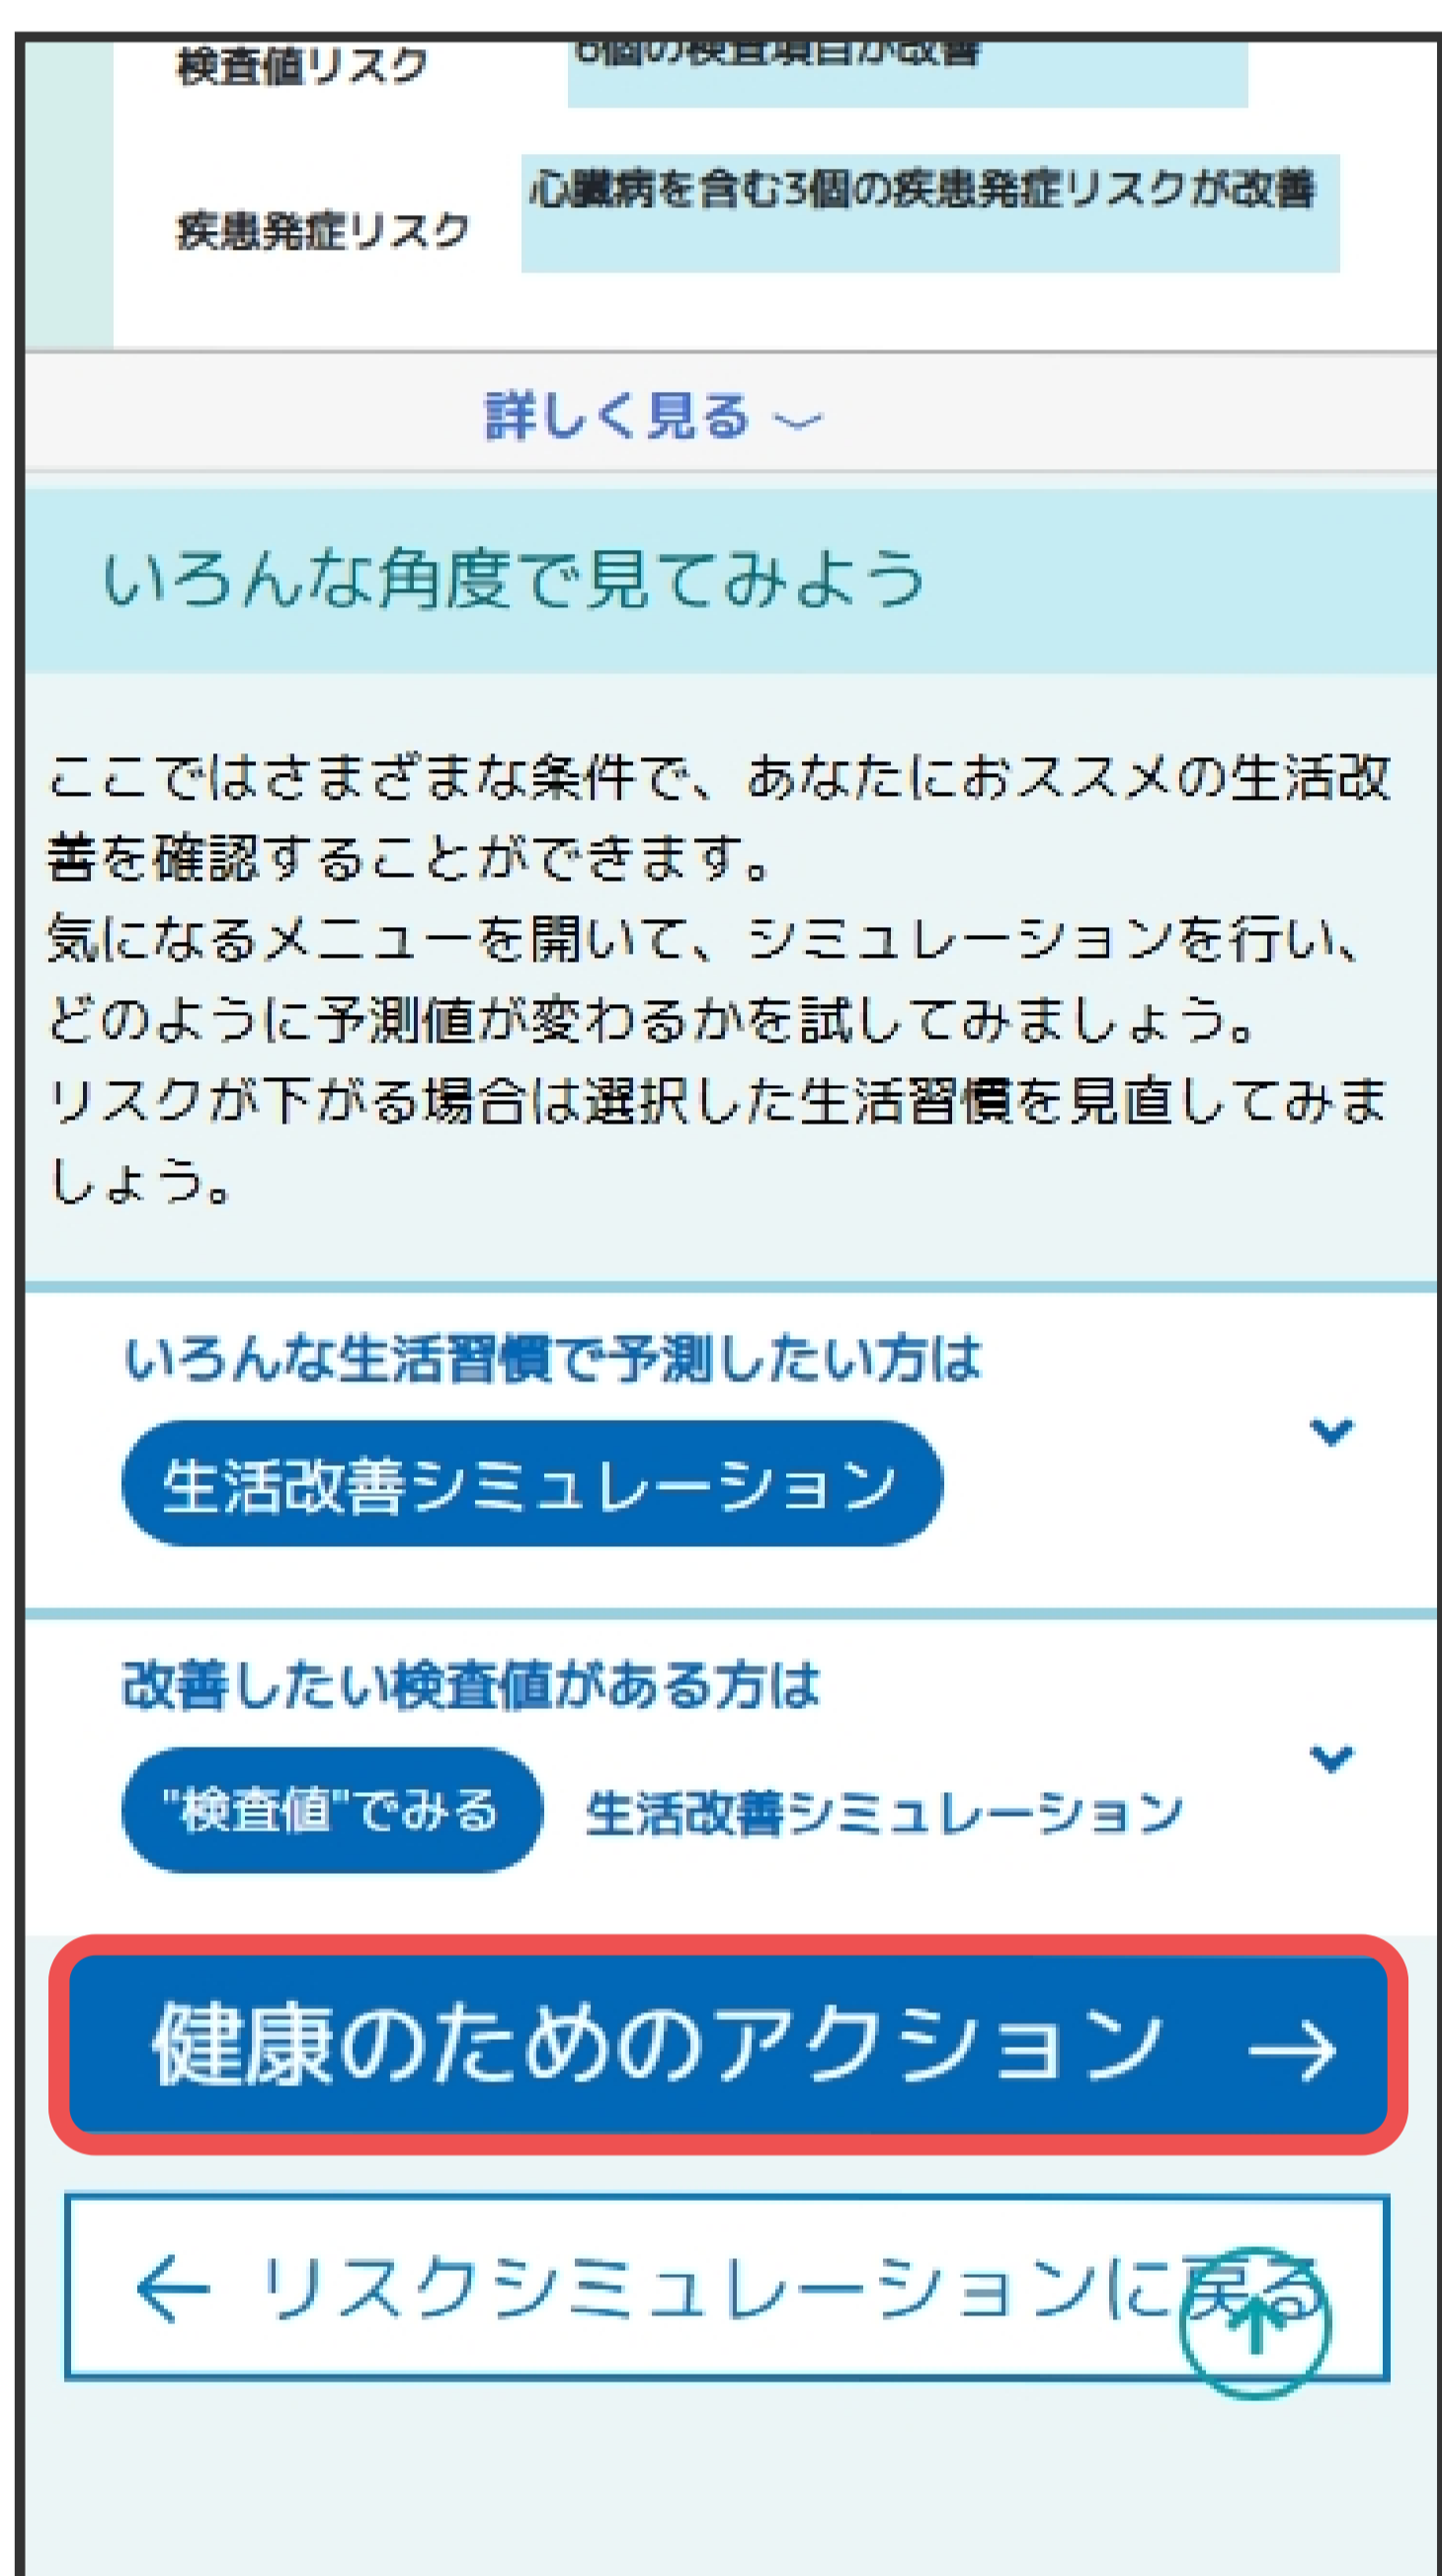 検査値リスク
6個の検査項目が改善
疾患発症リスク
心臓病を含む3個の疾患発症リスクが改善
詳しく見る
いろんな角度で見てみよう
ここではさまざまな条件で、あなたにおススメの生活改
善を確認することができます。
気になるメニューを開いて、シミュレーションを行い、
どのように予測値が変わるかを試してみましょう。
リスクが下がる場合は選択した生活習慣を見直してみま
しょう。
いろんな生活習慣で予測したい方は
生活改善シミュレーション
改善したい検査値がある方は
"検査値"でみる 生活改善シミュレーション
健康のためのアクション →
← リスクシミュレーションに戻る